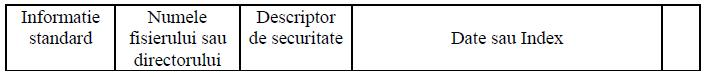 Informatie
standard
Numele
fisierului sau
directorului
Descriptor
de securitate
Date sau Index